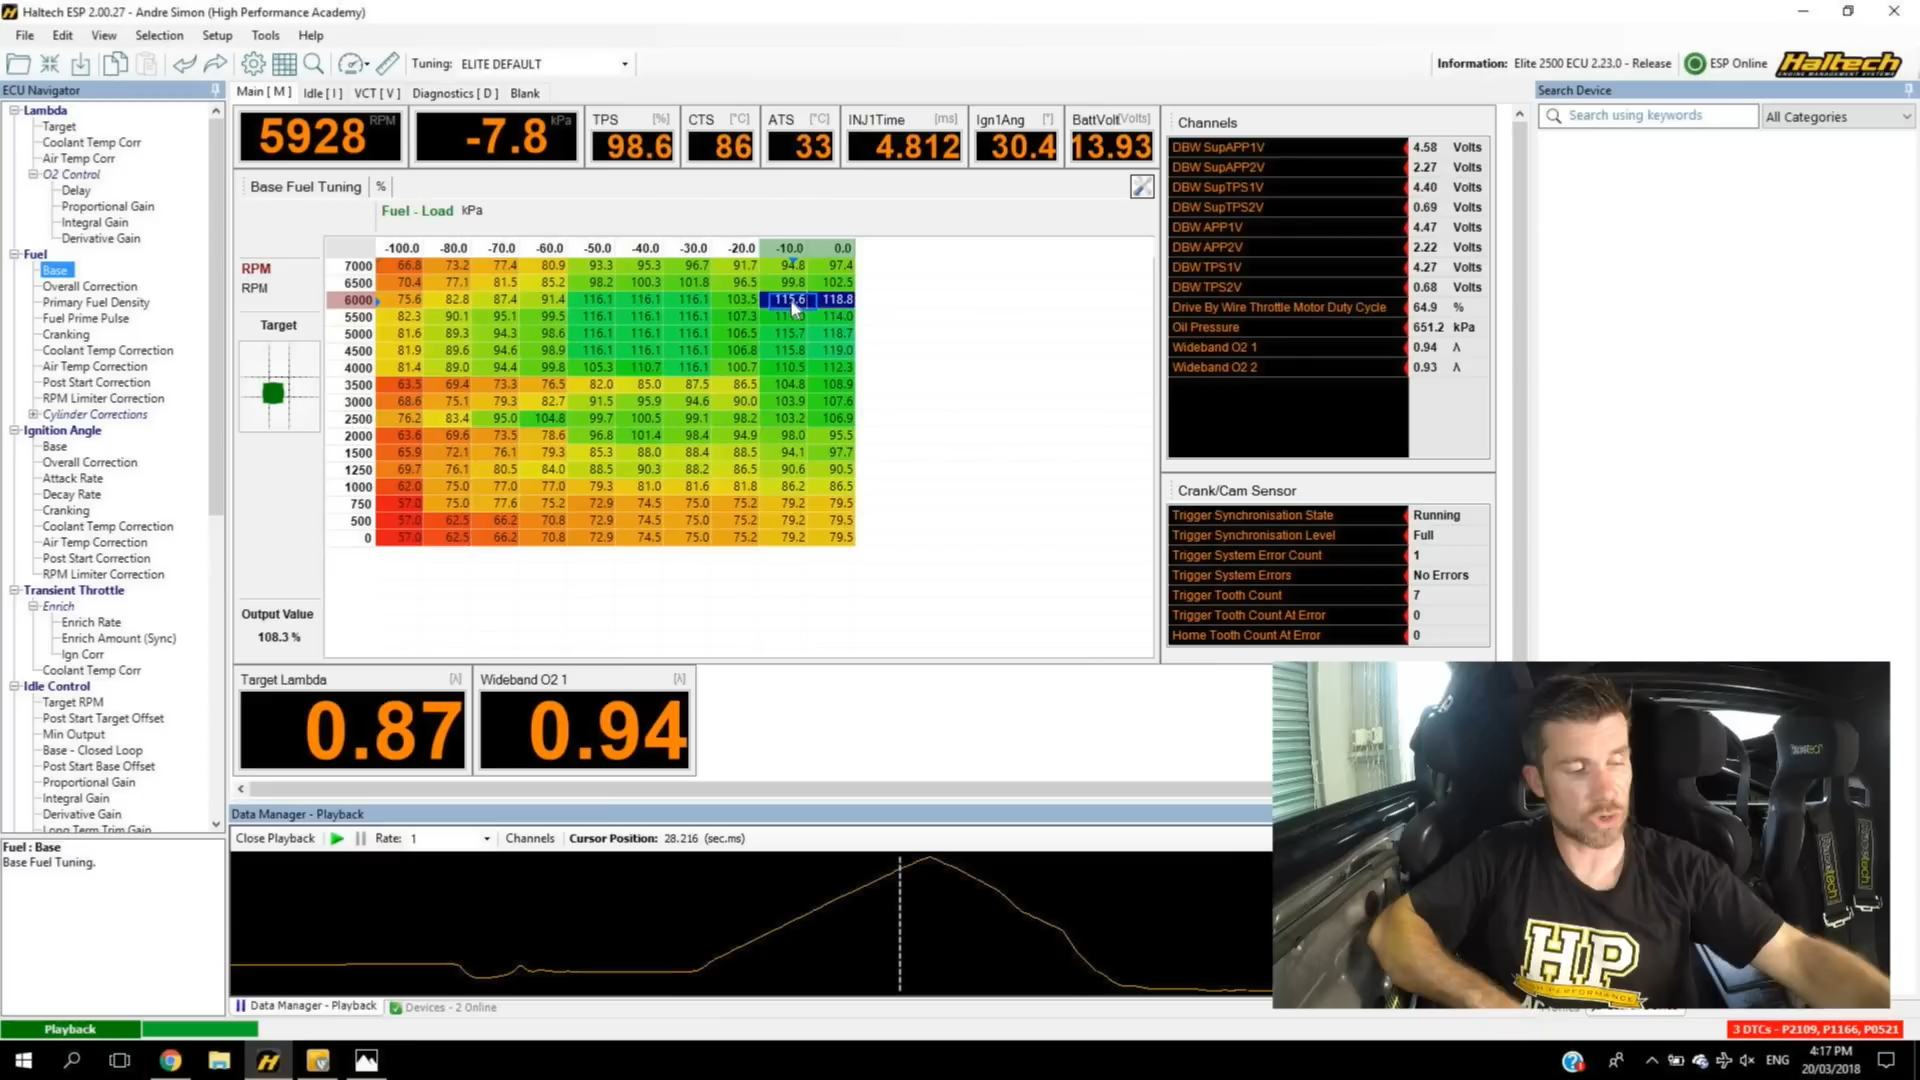 Haltech ESP 2.00.27 - Andre Simon (High Performance Academy)
File Edit View Selection Setup Tools Help
Tuning: ELITE DEFAULT
Information: Elite 2500 ECU 2.23.0 - Release ESP Online Haltech
ENGINE MANAGEMENT SYSTEMS
ECU Navigator
Lambda
Target
Coolant Temp Corr
Air Temp Corr
O2 Control
Delay
Proportional Gain
Integral Gain
Derivative Gain
Fuel
Base
Overall Correction
Primary Fuel Density
Fuel Prime Pulse
Cranking
Coolant Temp Correction
Air Temp Correction
Post Start Correction
RPM Limiter Correction
Cylinder Corrections
Ignition Angle
Base
Overall Correction
Attack Rate
Decay Rate
Cranking
Coolant Temp Correction
Air Temp Correction
Post Start Correction
RPM Limiter Correction
Transient Throttle
Enrich
Enrich Rate
Enrich Amount (Sync)
Ign Corr
Coolant Temp Corr
Idle Control
Target RPM
Post Start Target Offset
Min Output
Base - Closed Loop
Post Start Base Offset
Proportional Gain
Integral Gain
Derivative Gain
Long Term Trim Gain
Fuel : Base
Base Fuel Tuning.
Main [ M ] Idle [ I ] VCT [ V ] Diagnostics [ D ] Blank
5928 RPM
-7.8 kPa
TPS [%] 98.6
CTS [°C] 86
ATS [°C] 33
INJ1Time [ms] 4.812
Ign1Ang [°] 30.4
BattVolt [Volts] 13.93
Base Fuel Tuning %
Fuel - Load kPa
-100.0 -80.0 -70.0 -60.0 -50.0 -40.0 -30.0 -20.0 -10.0 0.0
RPM
RPM
Target
7000 66.8 73.2 77.4 80.9 93.3 95.3 96.7 91.7 94.8 97.4
6500 70.4 77.1 81.5 85.2 98.2 100.3 101.8 96.5 99.8 102.5
6000 75.6 82.8 87.4 91.4 116.1 116.1 116.1 103.5 115.6 118.8
5500 82.3 90.1 95.1 99.5 116.1 116.1 116.1 107.3 114.0
5000 81.6 89.3 94.3 98.6 116.1 116.1 116.1 106.5 115.7 118.7
4500 81.9 89.6 94.6 98.9 116.1 116.1 116.1 106.8 115.8 119.0
4000 81.4 89.0 94.4 99.8 105.3 110.7 116.1 100.7 110.5 112.3
3500 63.5 69.4 73.3 76.5 82.0 85.0 87.5 86.5 104.8 108.9
3000 68.6 75.1 79.3 82.7 91.5 95.9 94.6 90.0 103.9 107.6
2500 76.2 83.4 95.0 104.8 99.7 100.5 99.1 98.2 103.2 106.9
2000 63.6 69.6 73.5 78.6 96.8 101.4 98.4 94.9 98.0 95.5
1500 65.9 72.1 76.1 79.3 85.3 88.0 88.4 88.5 94.1 97.7
1250 69.7 76.1 80.5 84.0 88.5 90.3 88.2 86.5 90.6 90.5
1000 62.0 75.0 77.0 77.0 79.3 81.0 81.6 81.8 86.2 86.5
750 57.0 75.0 77.6 75.2 72.9 74.5 75.0 75.2 79.2 79.5
500 57.0 62.5 66.2 70.8 72.9 74.5 75.0 75.2 79.2 79.5
0 57.0 62.5 66.2 70.8 72.9 74.5 75.0 75.2 79.2 79.5
Output Value
108.3 %
Target Lambda [λ]
0.87
Wideband O2 1 [λ]
0.94
Channels
DBW SupAPP1V 4.58 Volts
DBW SupAPP2V 2.27 Volts
DBW SupTPS1V 4.40 Volts
DBW SupTPS2V 0.69 Volts
DBW APP1V 4.47 Volts
DBW APP2V 2.22 Volts
DBW TPS1V 4.27 Volts
DBW TPS2V 0.68 Volts
Drive By Wire Throttle Motor Duty Cycle 64.9 %
Oil Pressure 651.2 kPa
Wideband O2 1 0.94 λ
Wideband O2 2 0.93 λ
Crank/Cam Sensor
Trigger Synchronisation State Running
Trigger Synchronisation Level Full
Trigger System Error Count 1
Trigger System Errors No Errors
Trigger Tooth Count 7
Trigger Tooth Count At Error 0
Home Tooth Count At Error 0
Search Device
Search using keywords All Categories
Data Manager - Playback
Close Playback Rate: 1 Channels Cursor Position: 28.216 (sec.ms)
Data Manager - Playback Devices - 2 Online
HP
Playback
3 DTCs - P2109, P1166, P0521
ENG
4:17 PM
20/03/2018